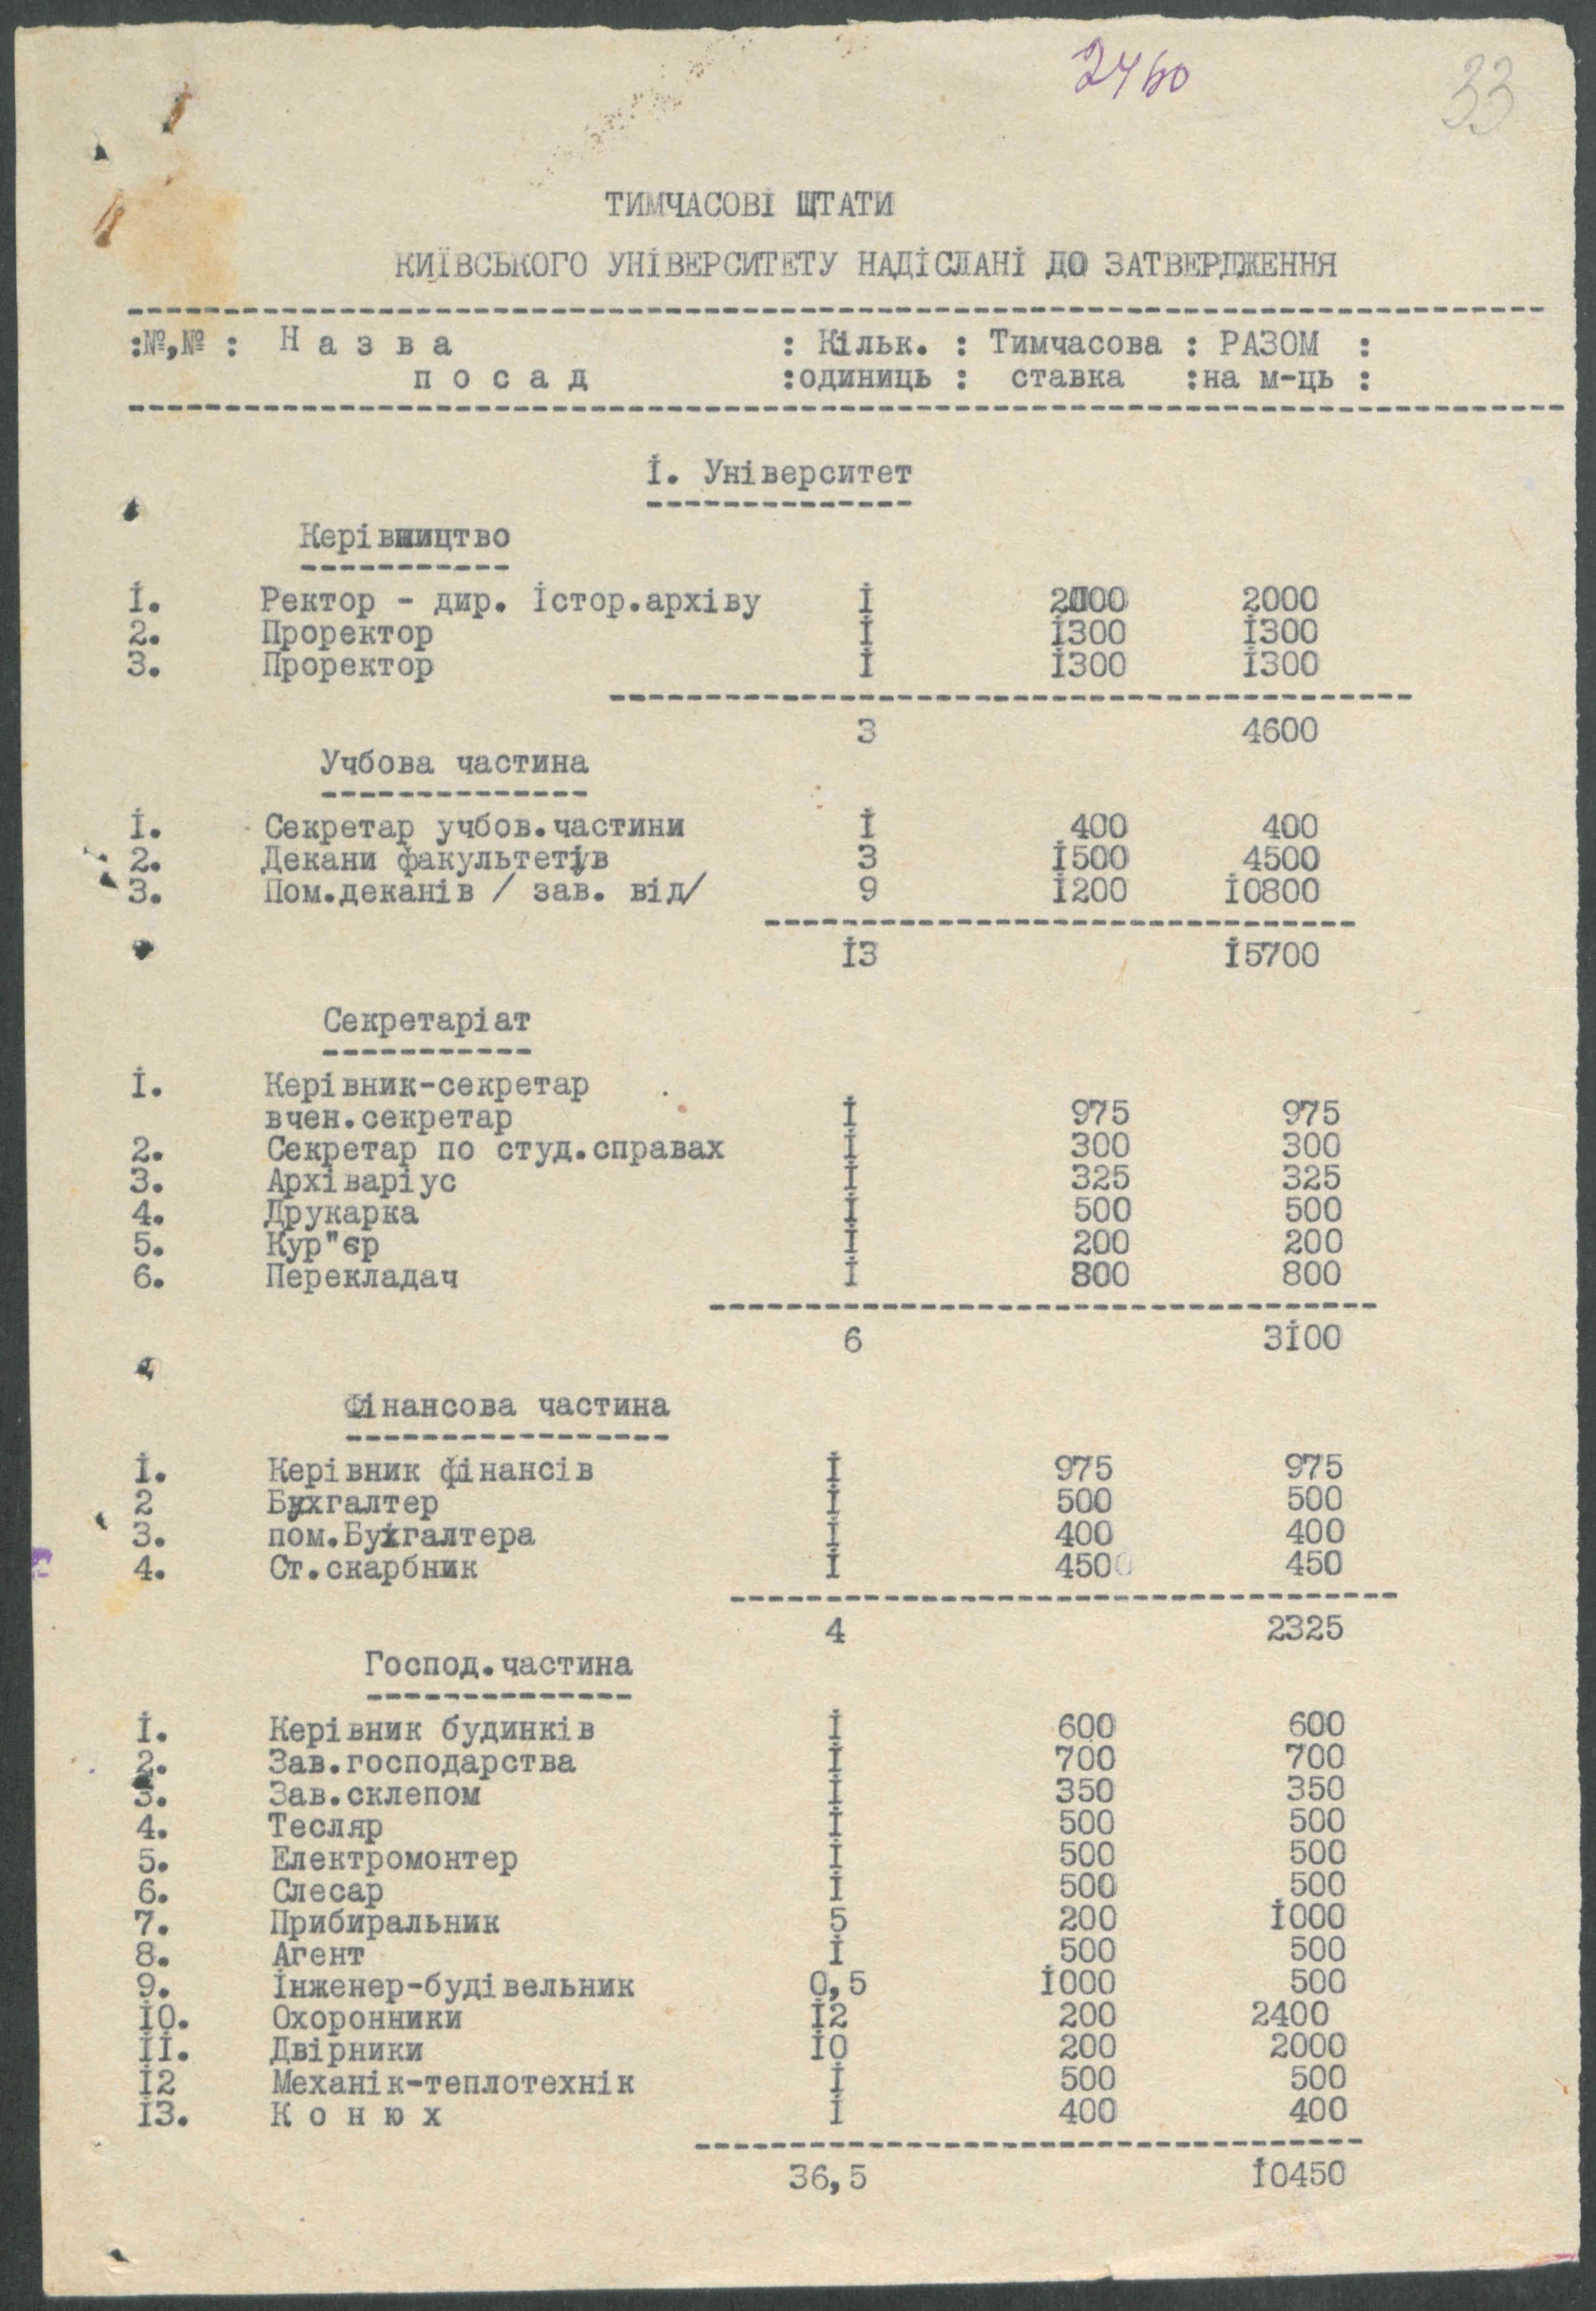 2460
33
ТИМЧАСОВІ ШТАТИ
КИЇВСЬКОГО УНІВЕРСИТЕТУ НАДІСЛАНІ ДО ЗАТВЕРДЖЕННЯ
:№,№ : Н а з в а : Кільк. : Тимчасова : РАЗОМ :
п о с а д :одиниць : ставка :на м-ць :
І. Університет
Керівництво
І. Ректор - дир. Істор.архіву І 2000 2000
2. Проректор І І300 І300
3. Проректор І І300 І300
3 4600
Учбова частина
І. Секретар учбов.частини І 400 400
2. Декани факультетів 3 І500 4500
3. Пом.деканів / зав. від/ 9 І200 І0800
ІЗ І5700
Секретаріат
І. Керівник-секретар
вчен.секретар І 975 975
2. Секретар по студ.справах І 300 300
3. Архіваріус І 325 325
4. Друкарка І 500 500
5. Кур"єр І 200 200
6. Перекладач І 800 800
6 3І00
Фінансова частина
І. Керівник фінансів І 975 975
2 Бухгалтер І 500 500
3. пом.Бухгалтера І 400 400
4. Ст.скарбник І 450 450
4 2325
Господ.частина
І. Керівник будинків І 600 600
2. Зав.господарства І 700 700
3. Зав.склепом І 350 350
4. Тесляр І 500 500
5. Електромонтер І 500 500
6. Слесар І 500 500
7. Прибиральник 5 200 І000
8. Агент І 500 500
9. Інженер-будівельник 0,5 І000 500
І0. Охоронники І2 200 2400
ІІ. Двірники І0 200 2000
І2 Механік-теплотехнік І 500 500
І3. К о н ю х І 400 400
36,5 І0450